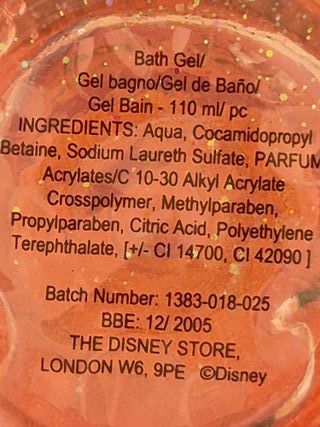 Bath Gel/
Gel bagno/Gel de Baño/
Gel Bain - 110 ml/ pc
INGREDIENTS: Aqua, Cocamidopropyl
Betaine, Sodium Laureth Sulfate, PARFUM
Acrylates/C 10-30 Alkyl Acrylate
Crosspolymer, Methylparaben,
Propylparaben, Citric Acid, Polyethylene
Terephthalate, [+/- CI 14700, CI 42090 ]
Batch Number: 1383-018-025
BBE: 12/ 2005
THE DISNEY STORE,
LONDON W6, 9PE ©Disney